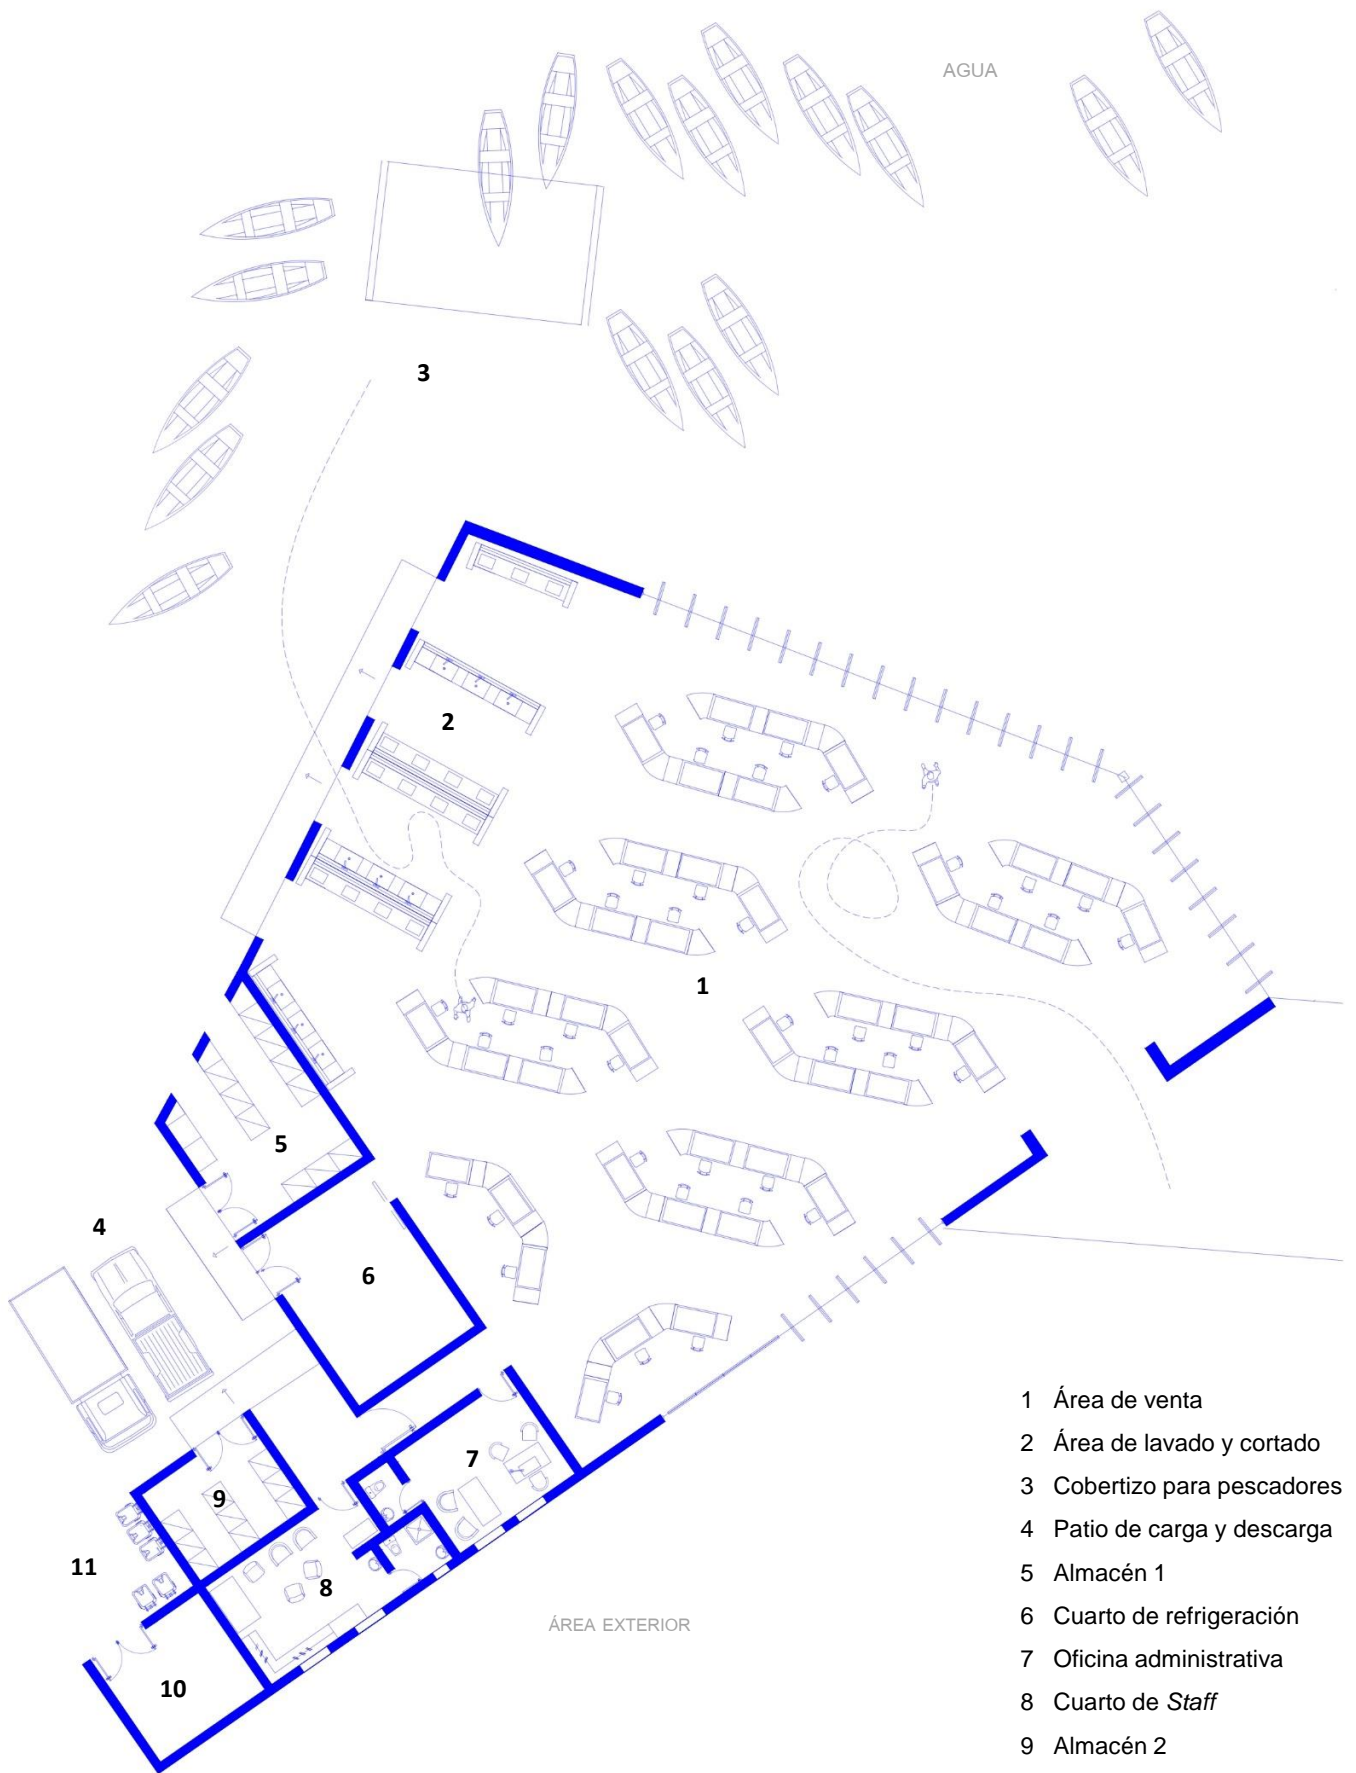 AGUA
3
2
1
5
4
6
7
9
11
8
10
ÁREA EXTERIOR
1 Área de venta
2 Área de lavado y cortado
3 Cobertizo para pescadores
4 Patio de carga y descarga
5 Almacén 1
6 Cuarto de refrigeración
7 Oficina administrativa
8 Cuarto de Staff
9 Almacén 2